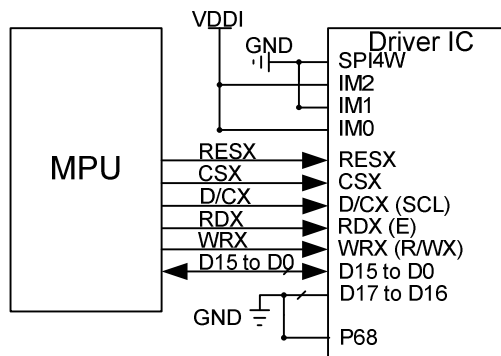 VDDI
GND
Driver IC
SPI4W
IM2
IM1
IM0
MPU
RESX
RESX
CSX
CSX
D/CX
D/CX (SCL)
RDX
RDX (E)
WRX
WRX (R/WX)
D15 to D0
D15 to D0
D17 to D16
GND
P68